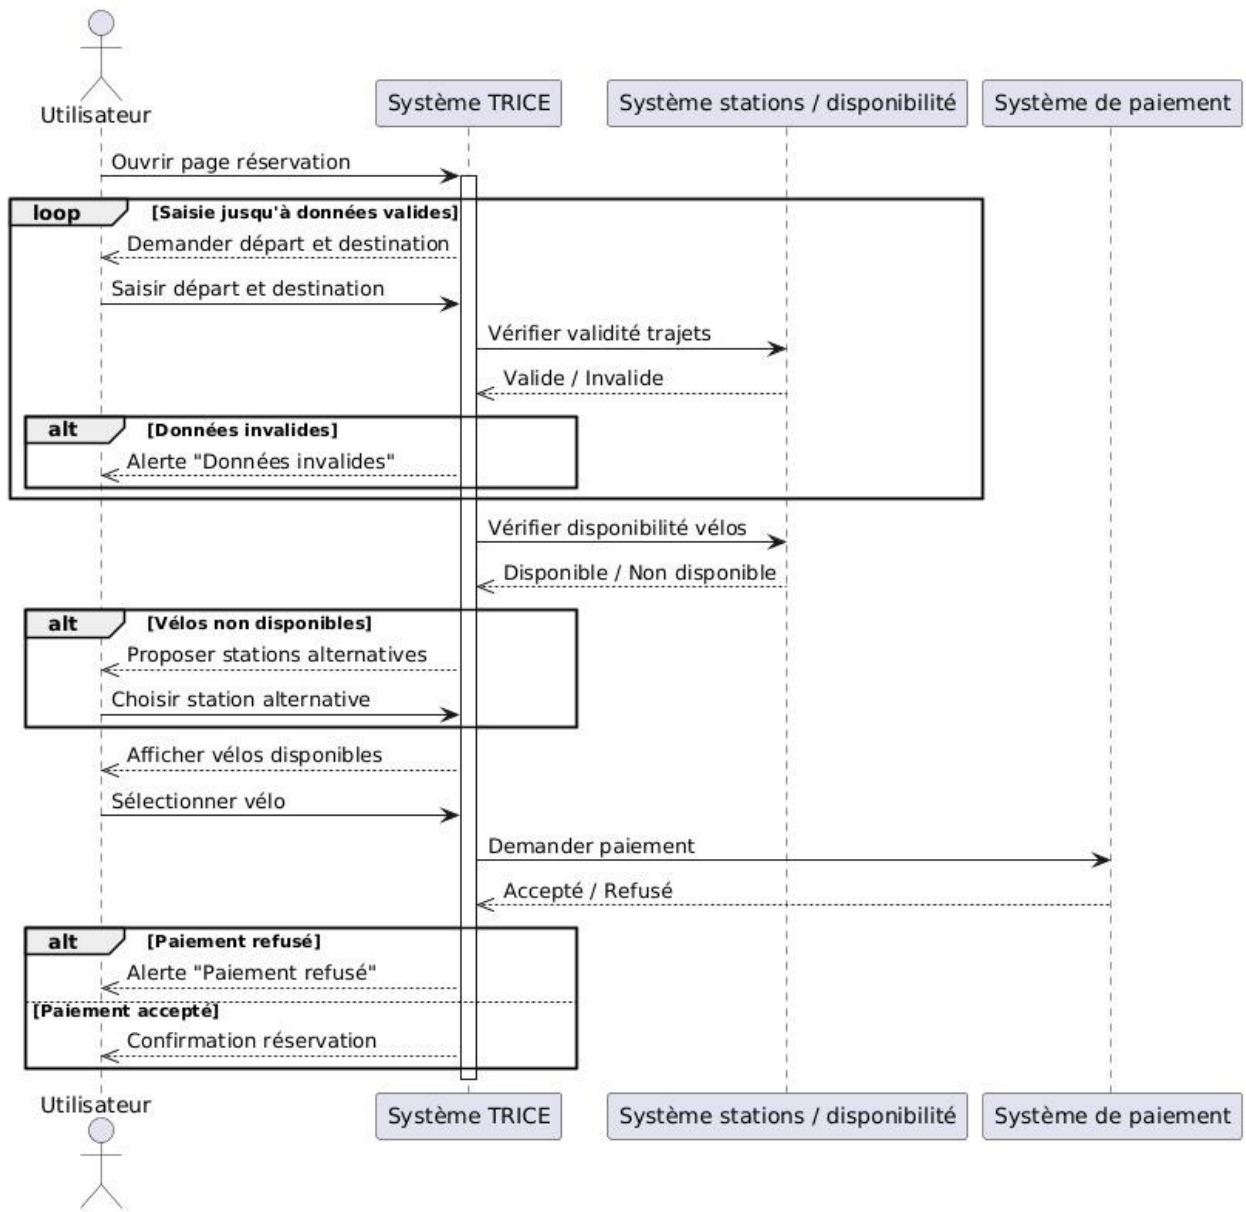 Utilisateur
Système TRICE
Système stations / disponibilité
Système de paiement
Ouvrir page réservation
loop
[Saisie jusqu'à données valides]
Demander départ et destination
Saisir départ et destination
Vérifier validité trajets
Valide / Invalide
alt
[Données invalides]
Alerte "Données invalides"
Vérifier disponibilité vélos
Disponible / Non disponible
alt
[Vélos non disponibles]
Proposer stations alternatives
Choisir station alternative
Afficher vélos disponibles
Sélectionner vélo
Demander paiement
Accepté / Refusé
alt
[Paiement refusé]
Alerte "Paiement refusé"
[Paiement accepté]
Confirmation réservation
Utilisateur
Système TRICE
Système stations / disponibilité
Système de paiement